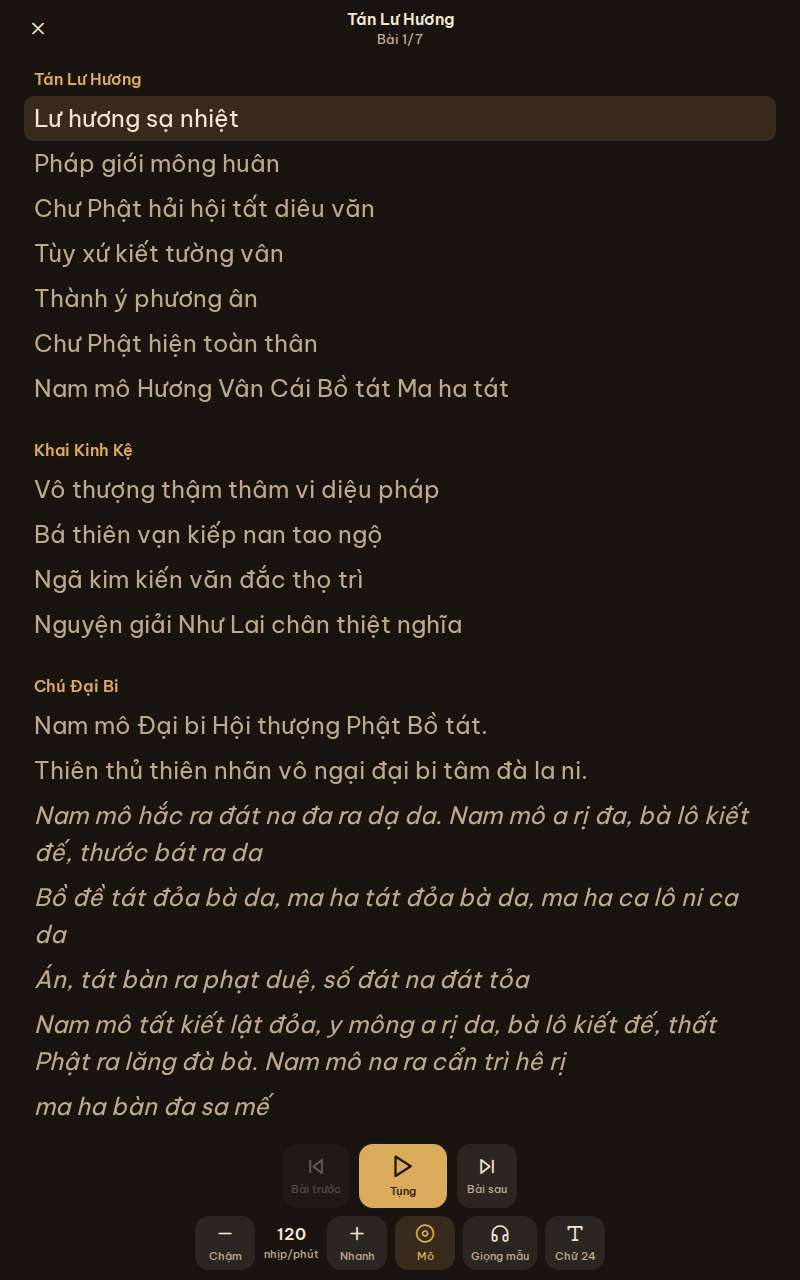 Tán Lư Hương
Bài 1/7
Tán Lư Hương
Lư hương sạ nhiệt
Pháp giới mông huân
Chư Phật hải hội tất diêu văn
Tùy xứ kiết tường vân
Thành ý phương ân
Chư Phật hiện toàn thân
Nam mô Hương Vân Cái Bồ tát Ma ha tát
Khai Kinh Kệ
Vô thượng thậm thâm vi diệu pháp
Bá thiên vạn kiếp nan tao ngộ
Ngã kim kiến văn đắc thọ trì
Nguyện giải Như Lai chân thiệt nghĩa
Chú Đại Bi
Nam mô Đại bi Hội thượng Phật Bồ tát.
Thiên thủ thiên nhãn vô ngại đại bi tâm đà la ni.
Nam mô hắc ra đát na đa ra dạ da. Nam mô a rị đa, bà lô kiết
đế, thước bát ra da
Bồ đề tát đỏa bà da, ma ha tát đỏa bà da, ma ha ca lô ni ca
da
Án, tát bàn ra phạt duệ, số đát na đát tỏa
Nam mô tất kiết lật đỏa, y mông a rị da, bà lô kiết đế, thất
Phật ra lăng đà bà. Nam mô na ra cẩn trì hê rị
ma ha bàn đa sa mế
Bài trước
Tụng
Bài sau
Chậm
120
nhịp/phút
Nhanh
Mõ
Giọng mẫu
Chữ 24